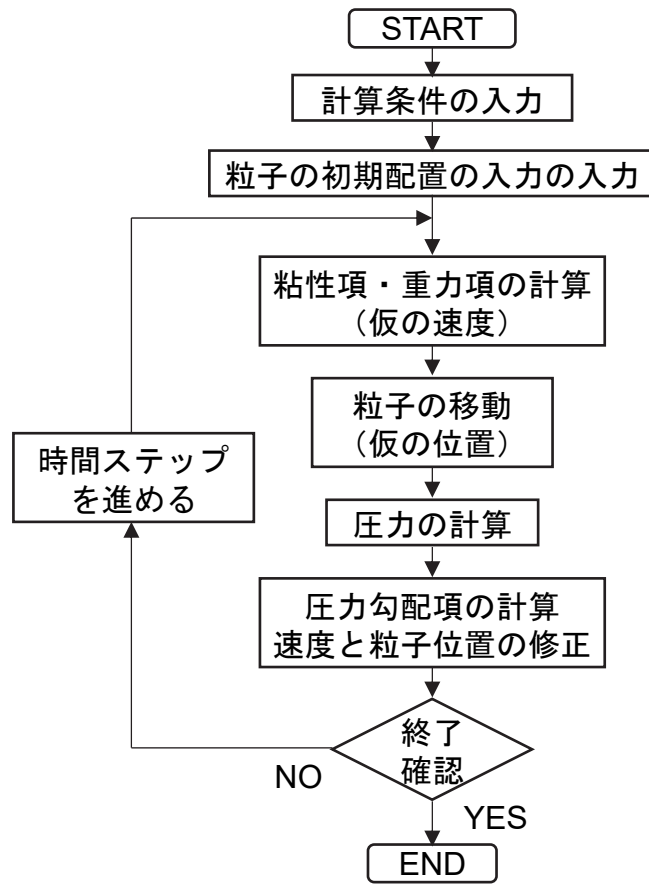 START
計算条件の入力
粒子の初期配置の入力の入力
粘性項・重力項の計算
（仮の速度）
粒子の移動
（仮の位置）
時間ステップ
を進める
圧力の計算
圧力勾配項の計算
速度と粒子位置の修正
終了
確認
NO
YES
END